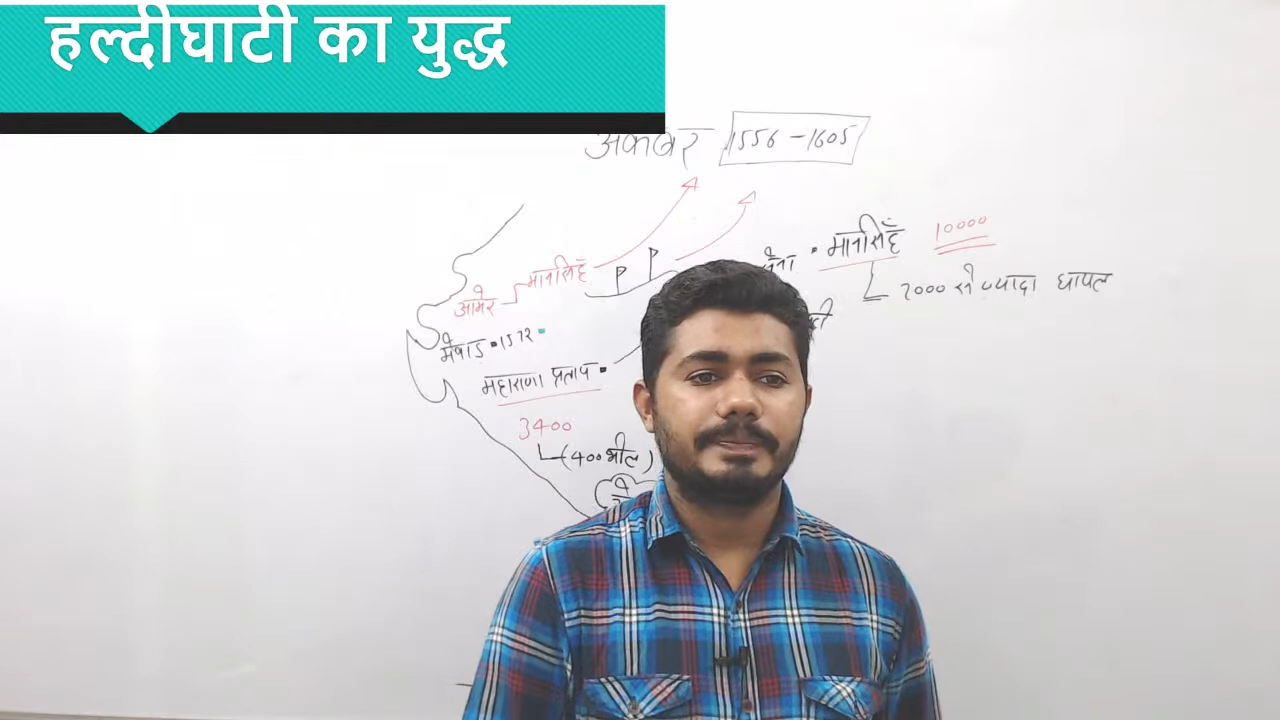 हल्दीघाटी का युद्ध
अकबर 1556 - 1605
मानसिहँ 10000
आमेर मानसिहँ
2000 से ज्यादा घायल
मेवाड 1572
महाराणा प्रताप
3400
(400 भील)